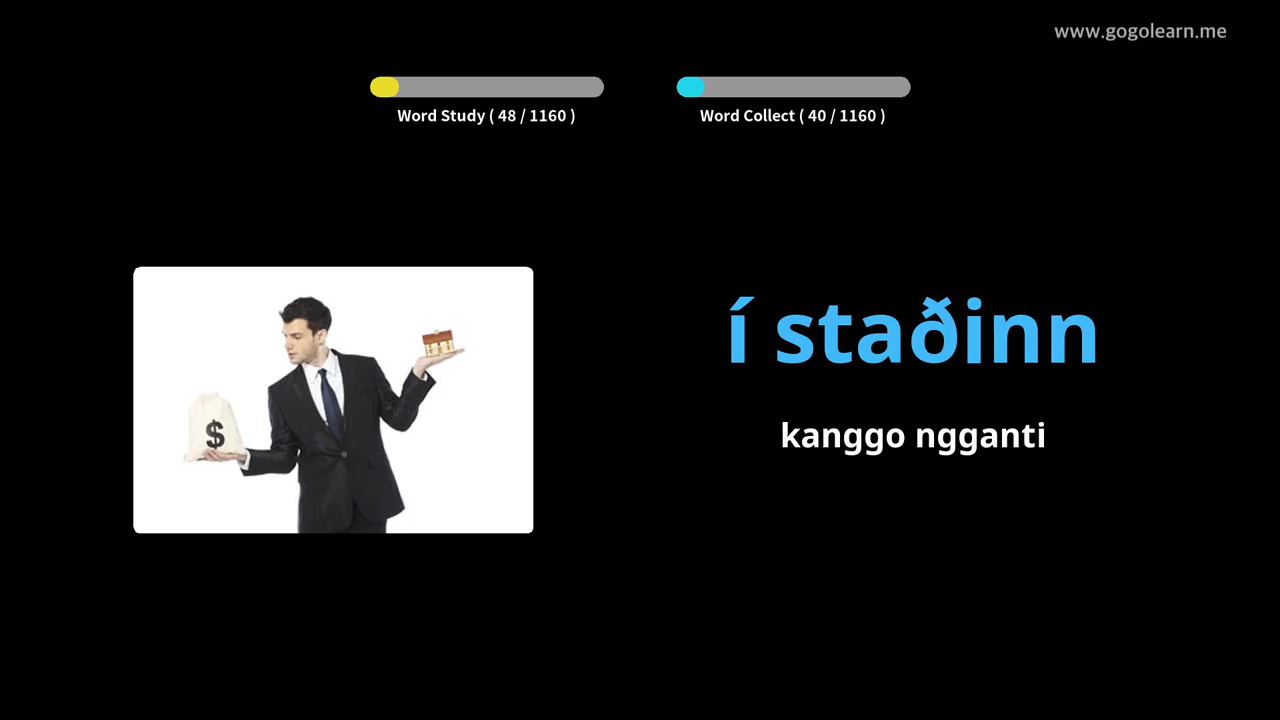 www.gogolearn.me
Word Study ( 48 / 1160 )
Word Collect ( 40 / 1160 )
í staðinn
kanggo ngganti
$